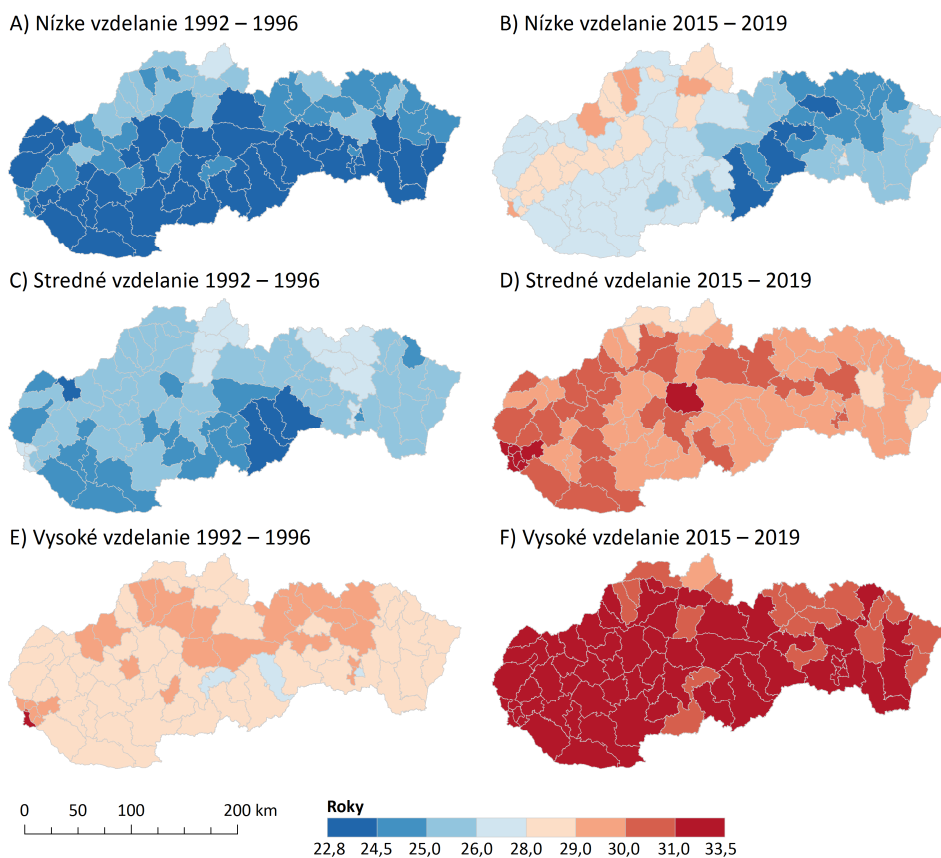 A) Nízke vzdelanie 1992 – 1996
B) Nízke vzdelanie 2015 – 2019
C) Stredné vzdelanie 1992 – 1996
D) Stredné vzdelanie 2015 – 2019
E) Vysoké vzdelanie 1992 – 1996
F) Vysoké vzdelanie 2015 – 2019
0 50 100 200 km
Roky
22,8 24,5 25,0 26,0 28,0 29,0 30,0 31,0 33,5